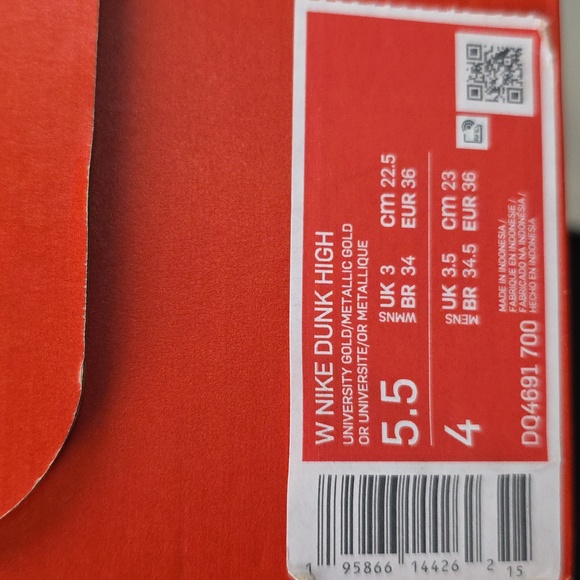 W NIKE DUNK HIGH
UNIVERSITY GOLD/METALLIC GOLD
OR UNIVERSITE/OR METALLIQUE
5.5 WMNS UK 3 cm 22.5
BR 34 EUR 36
4 MENS UK 3.5 cm 23
BR 34.5 EUR 36
MADE IN INDONESIA /
FABRIQUE EN INDONESIE /
FABRICADO NA INDONÉSIA /
HECHO EN INDONESIA
DQ4691 700
1 95866 14426 2 15